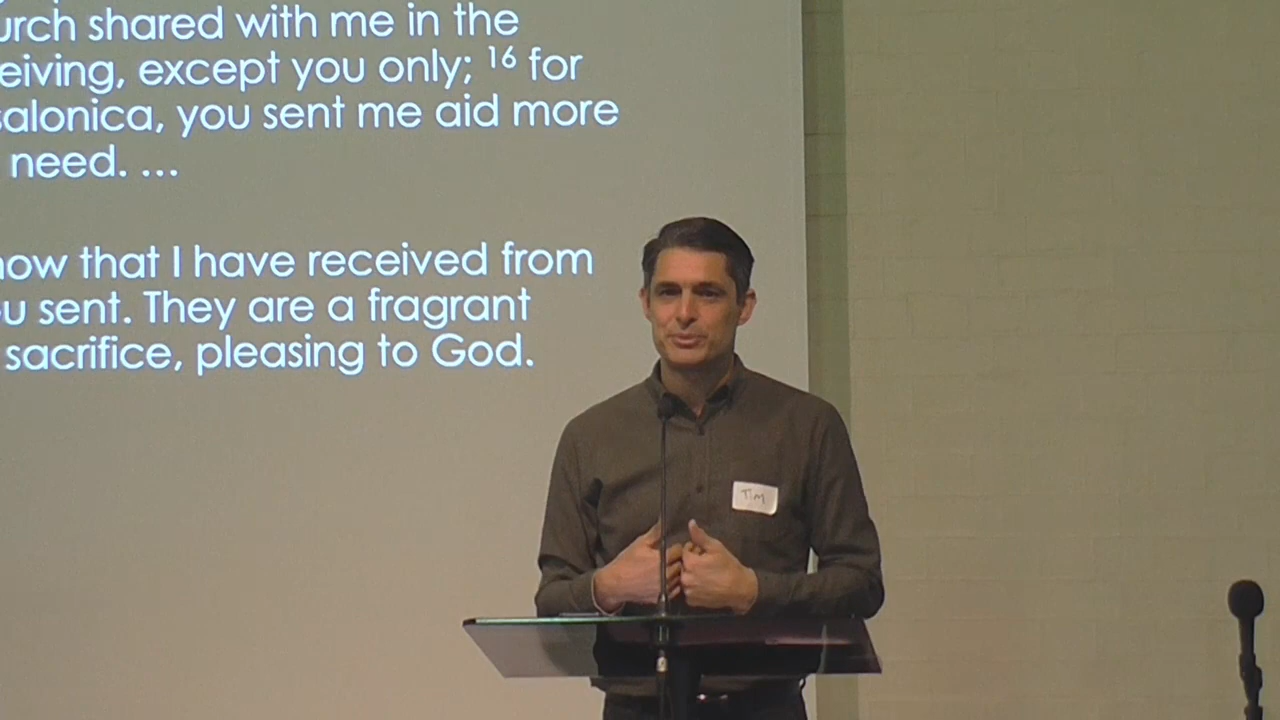 urch shared with me in the
eiving, except you only; ¹⁶ for
salonica, you sent me aid more
need. ...
now that I have received from
u sent. They are a fragrant
sacrifice, pleasing to God.
TIM